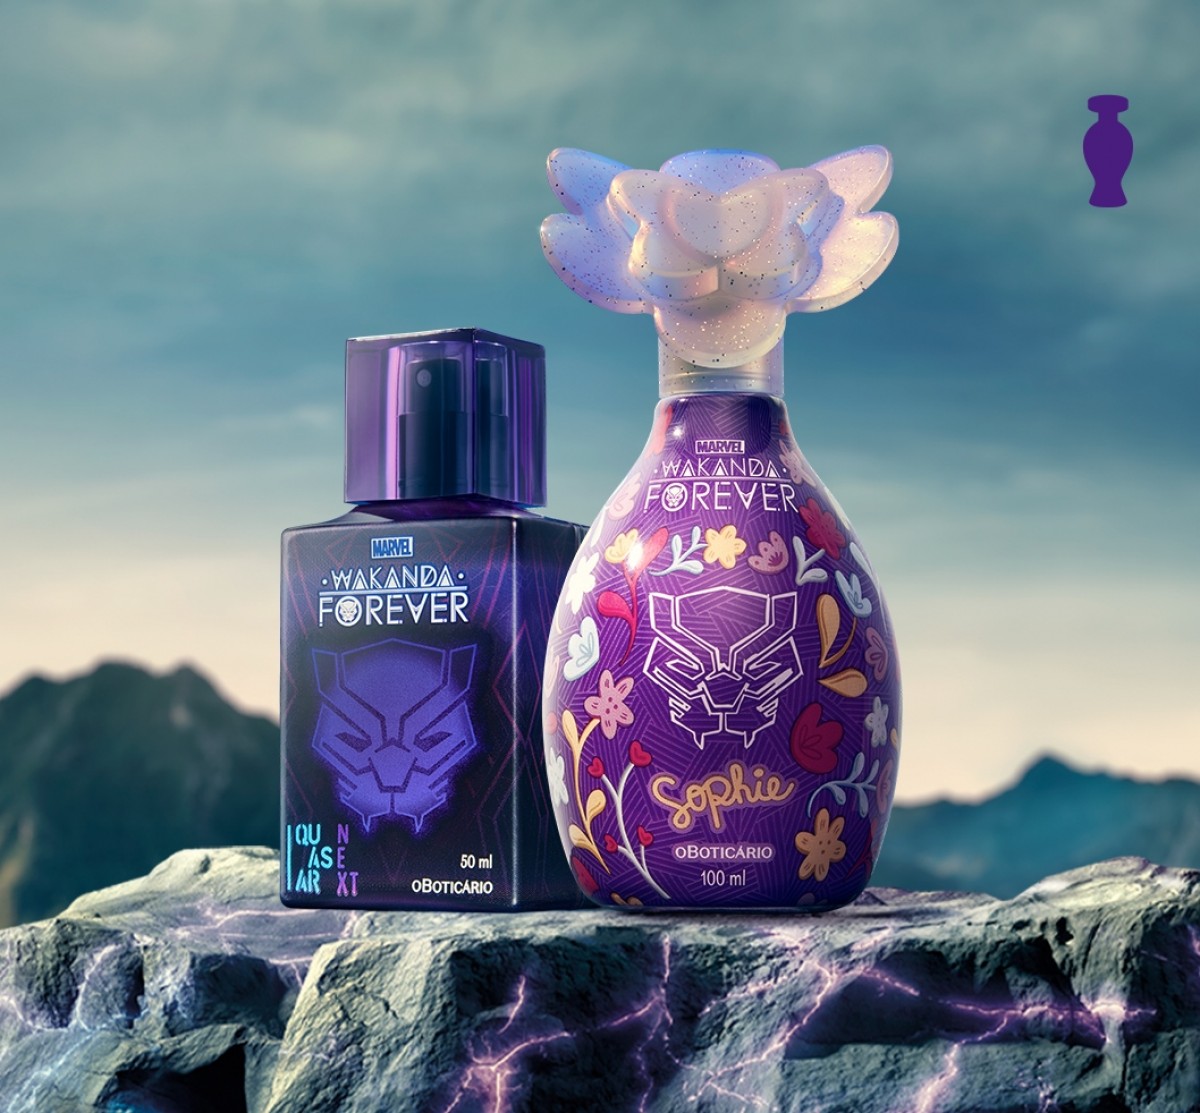 MARVEL
·WAKANDA·
FOREVER
QU N
AS E
AR XT
50 ml
oBOTICÁRIO
MARVEL
·WAKANDA·
FOREVER
Sophie
oBOTICÁRIO
100 ml